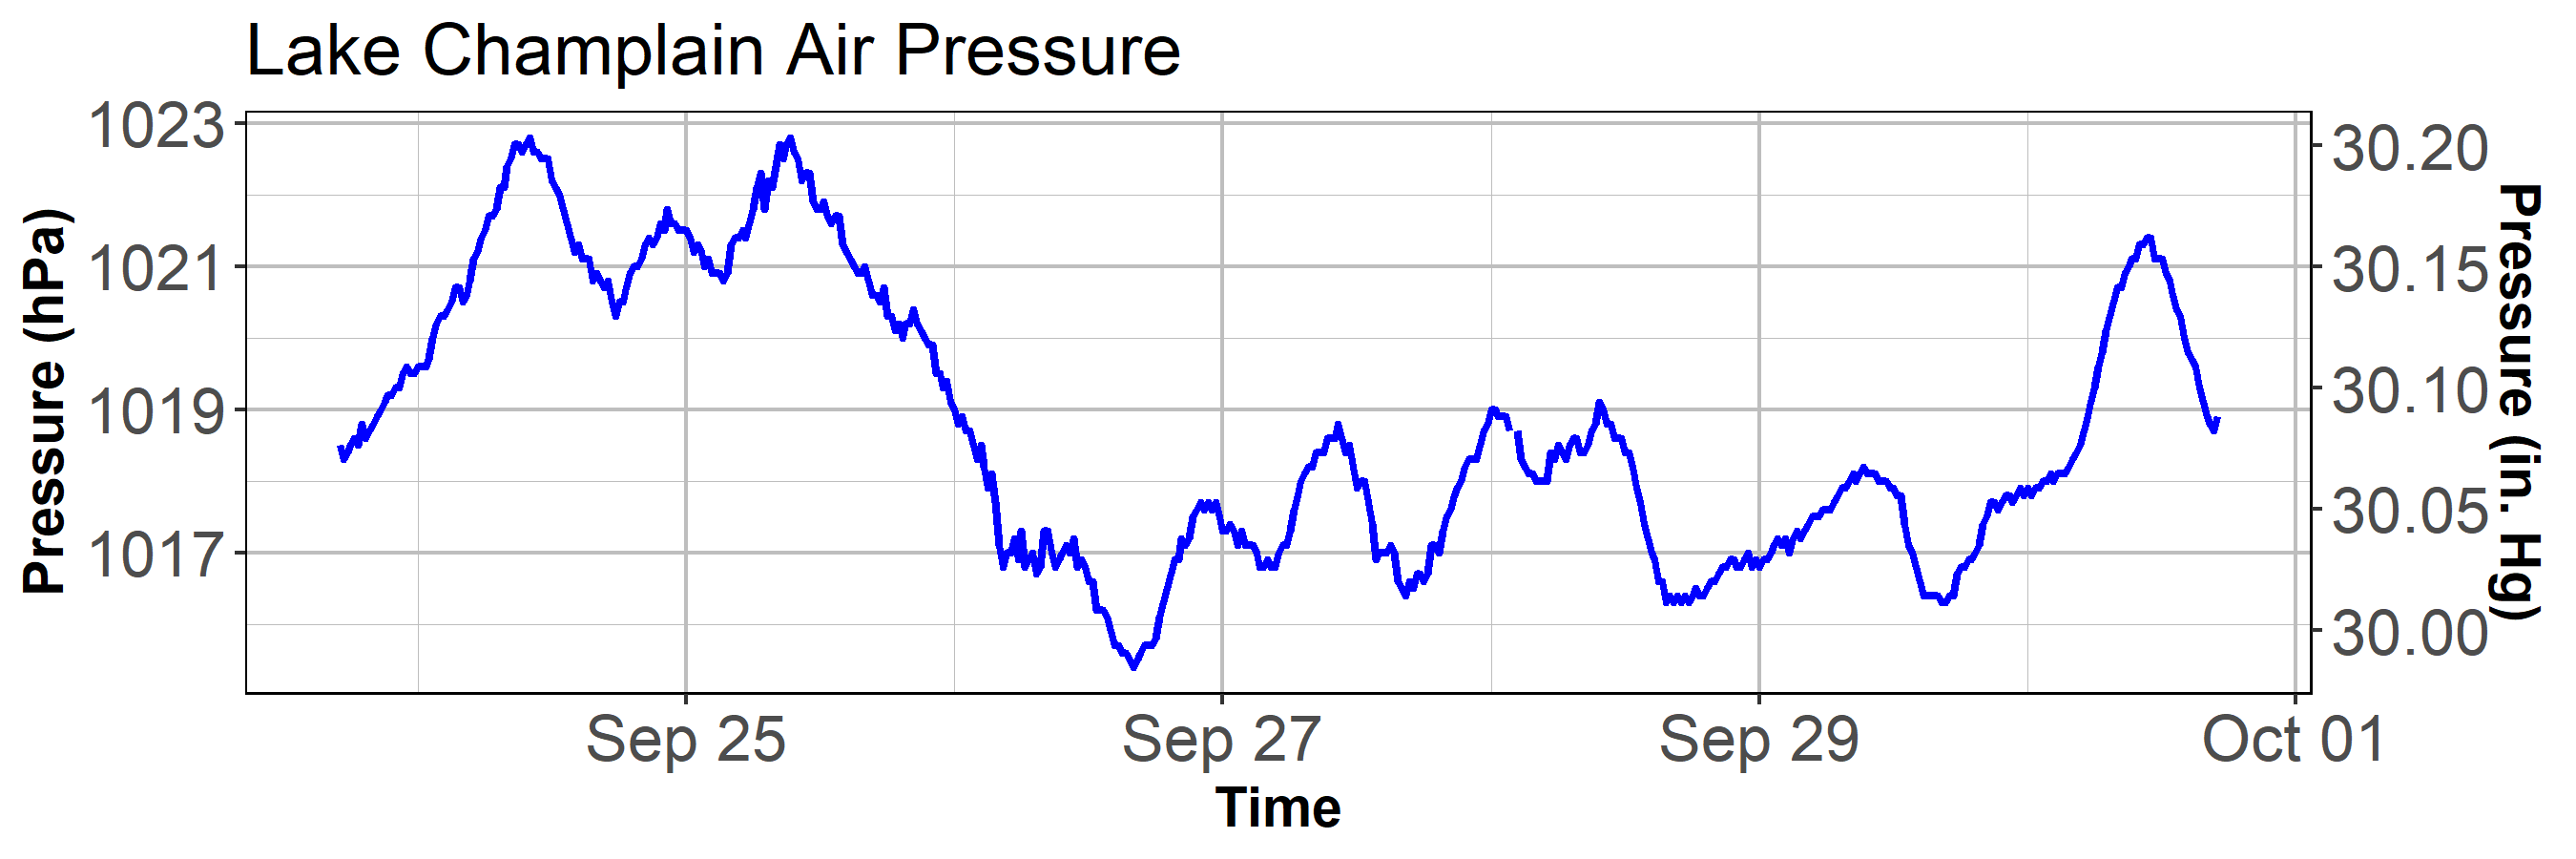 Lake Champlain Air Pressure
1023
1021
1019
1017
Pressure (hPa)
30.20
30.15
30.10
30.05
30.00
Pressure (in. Hg)
Sep 25
Sep 27
Sep 29
Oct 01
Time